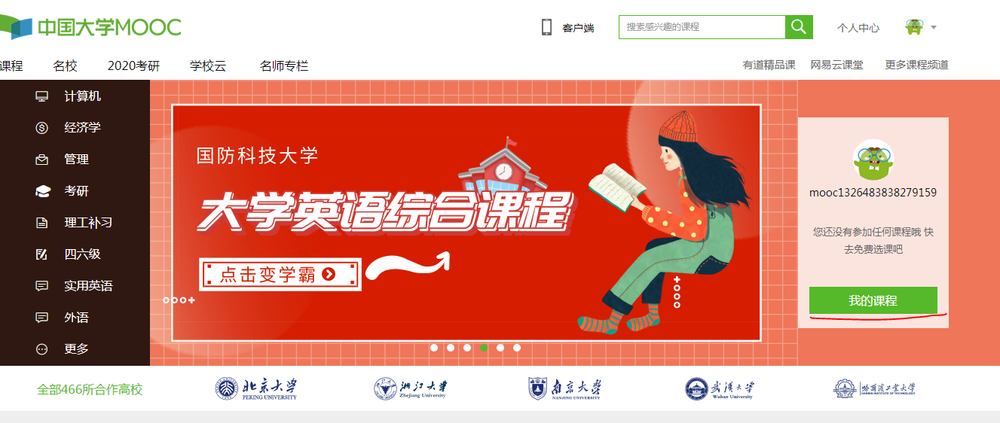 中国大学MOOC
客户端
搜索感兴趣的课程
个人中心
课程 名校 2020考研 学校云 名师专栏
有道精品课 网易云课堂 更多课程频道
计算机
经济学
管理
考研
理工补习
四六级
实用英语
外语
更多
国防科技大学
大学英语综合课程
点击变学霸
mooc1326483838279159
您还没有参加任何课程哦 快
去免费选课吧
我的课程
全部466所合作高校
北京大学
PEKING UNIVERSITY
浙江大学
Zhejiang University
南京大学
NANJING UNIVERSITY
武漢大学
Wuhan University
哈爾濱工業大學
HARBIN INSTITUTE OF TECHNOLOGY